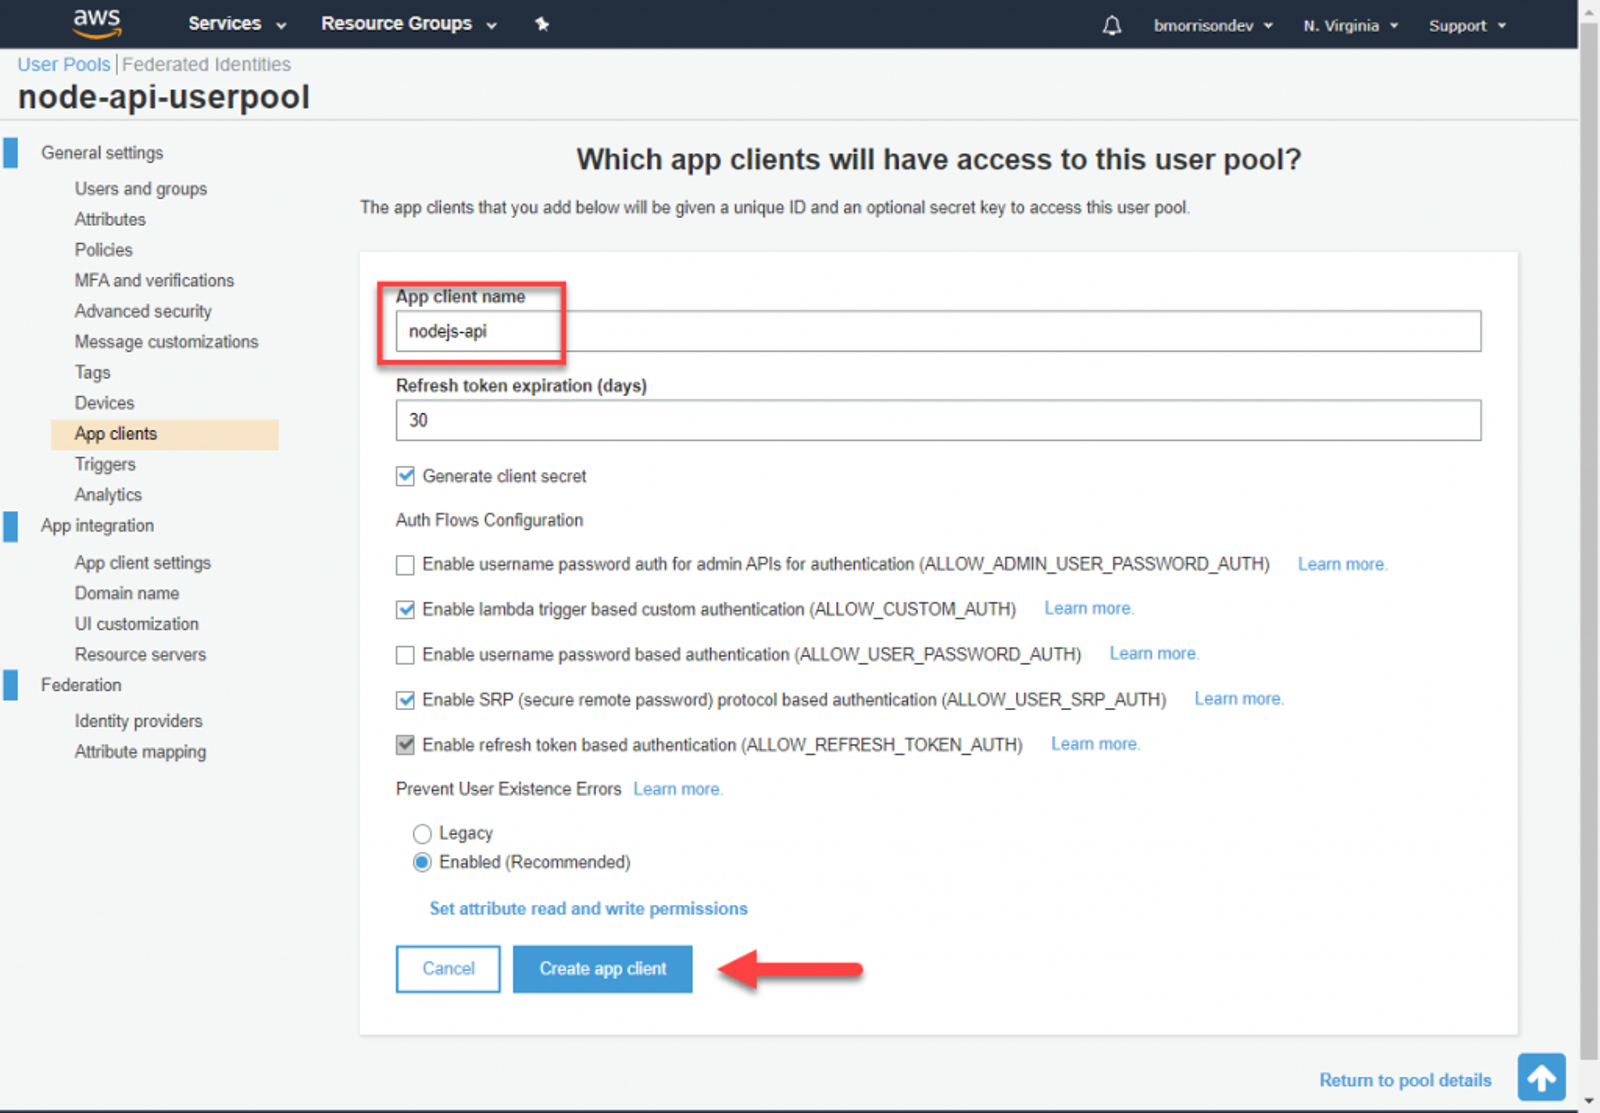 aws Services Resource Groups bmorrisondev N. Virginia Support
User Pools | Federated Identities
node-api-userpool
General settings
Users and groups
Attributes
Policies
MFA and verifications
Advanced security
Message customizations
Tags
Devices
App clients
Triggers
Analytics
App integration
App client settings
Domain name
UI customization
Resource servers
Federation
Identity providers
Attribute mapping
Which app clients will have access to this user pool?
The app clients that you add below will be given a unique ID and an optional secret key to access this user pool.
App client name
nodejs-api
Refresh token expiration (days)
30
Generate client secret
Auth Flows Configuration
Enable username password auth for admin APIs for authentication (ALLOW_ADMIN_USER_PASSWORD_AUTH) Learn more.
Enable lambda trigger based custom authentication (ALLOW_CUSTOM_AUTH) Learn more.
Enable username password based authentication (ALLOW_USER_PASSWORD_AUTH) Learn more.
Enable SRP (secure remote password) protocol based authentication (ALLOW_USER_SRP_AUTH) Learn more.
Enable refresh token based authentication (ALLOW_REFRESH_TOKEN_AUTH) Learn more.
Prevent User Existence Errors Learn more.
Legacy
Enabled (Recommended)
Set attribute read and write permissions
Cancel Create app client
Return to pool details